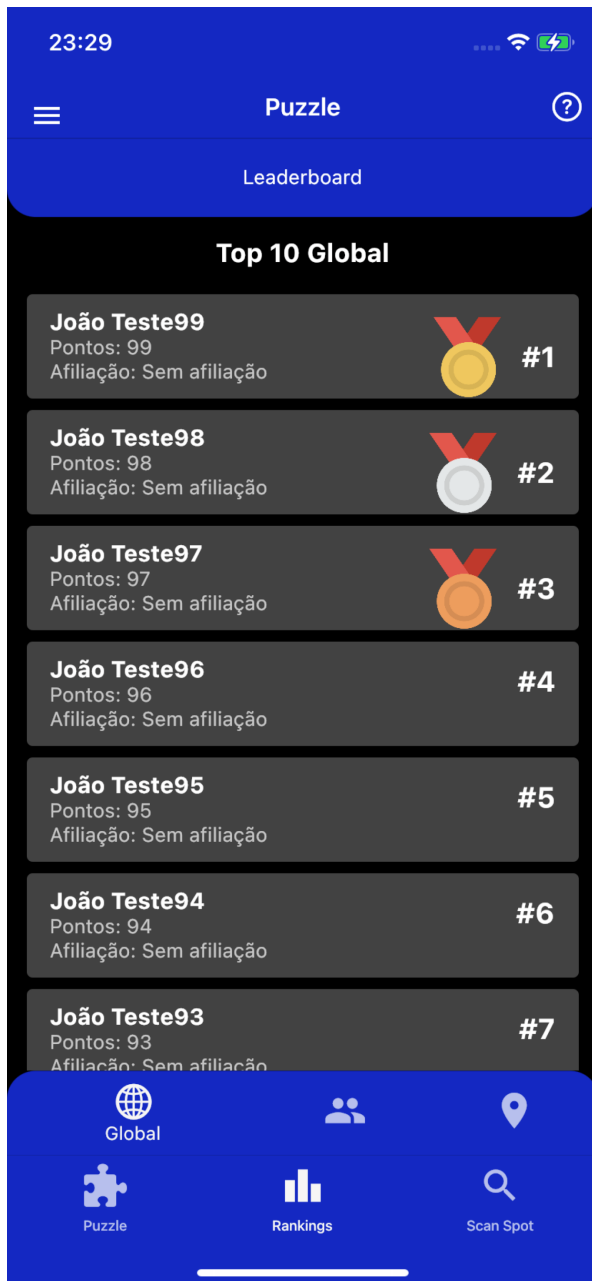 23:29
Puzzle
?
Leaderboard
Top 10 Global
João Teste99
Pontos: 99
Afiliação: Sem afiliação
#1
João Teste98
Pontos: 98
Afiliação: Sem afiliação
#2
João Teste97
Pontos: 97
Afiliação: Sem afiliação
#3
João Teste96
Pontos: 96
Afiliação: Sem afiliação
#4
João Teste95
Pontos: 95
Afiliação: Sem afiliação
#5
João Teste94
Pontos: 94
Afiliação: Sem afiliação
#6
João Teste93
Pontos: 93
Afiliação: Sem afiliação
#7
Global
Puzzle
Rankings
Scan Spot